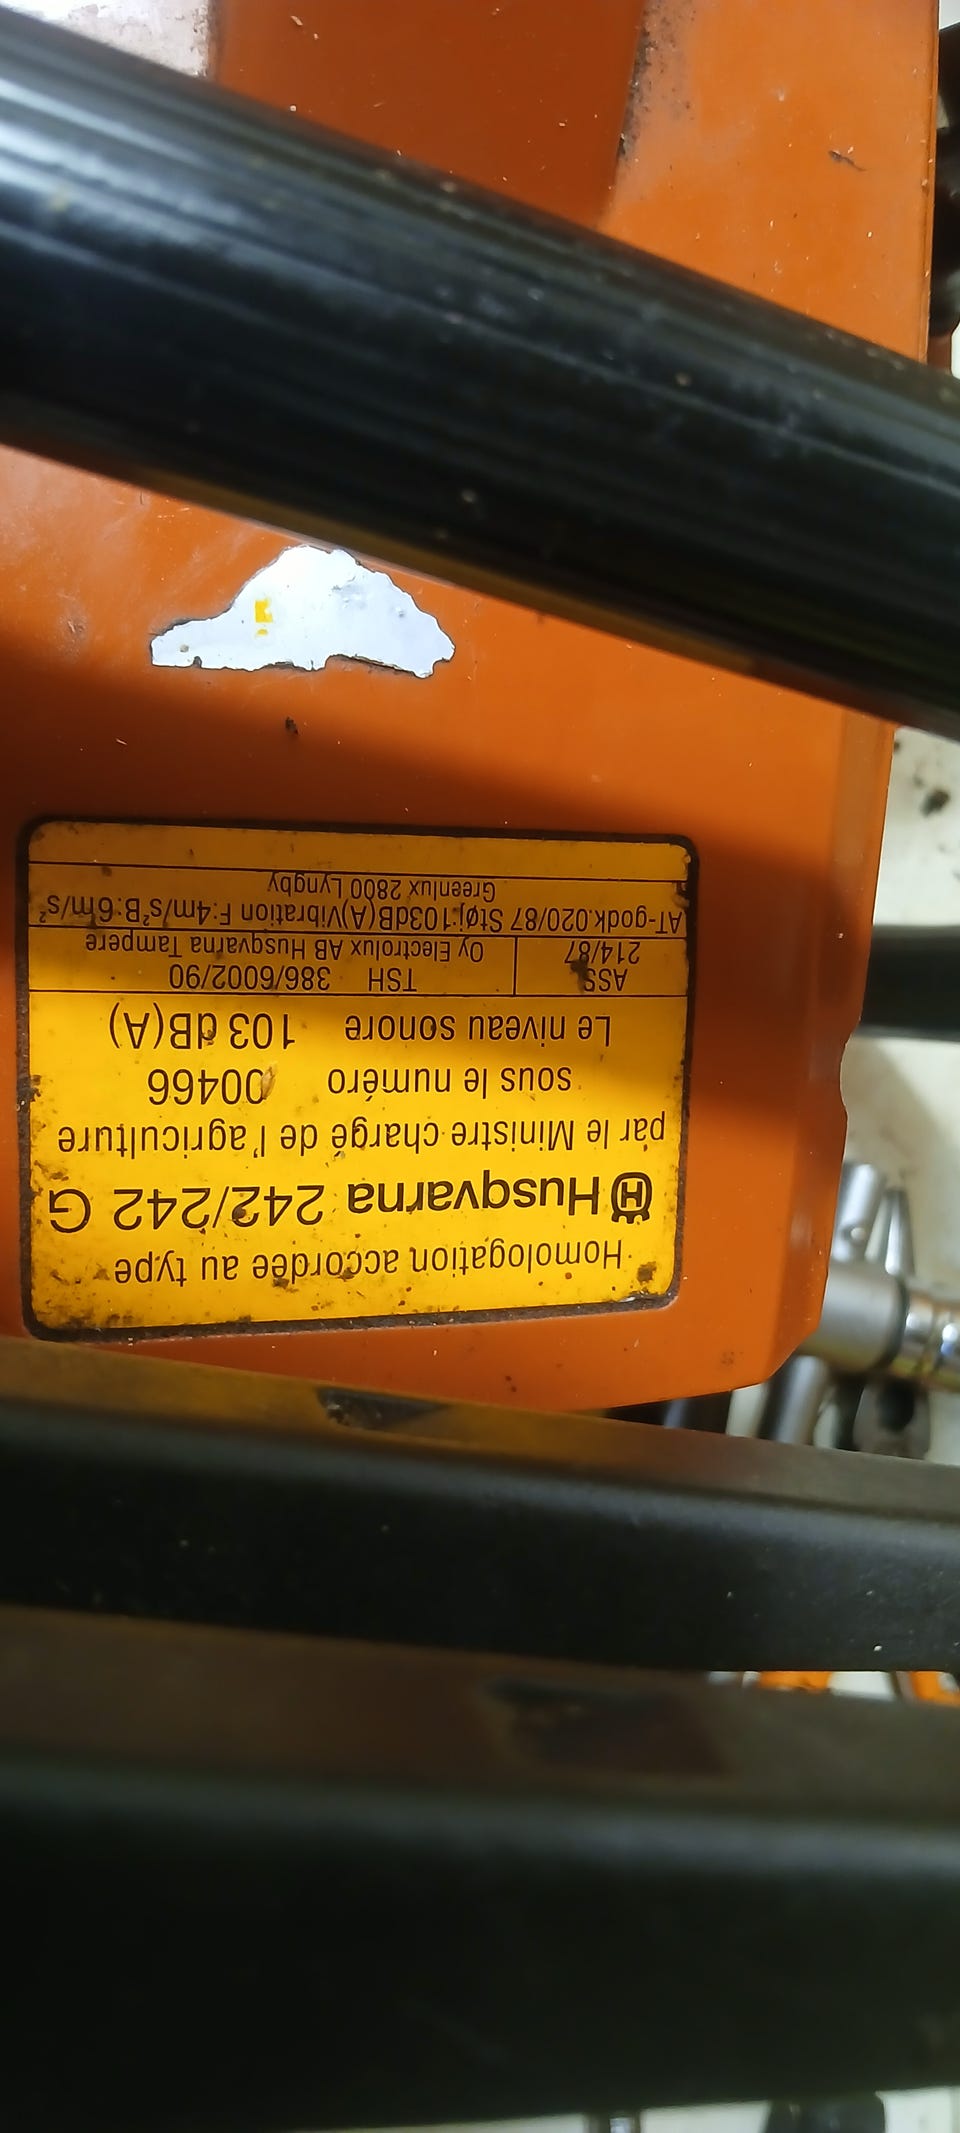 Homologation accordée au type
H Husqvarna 242/242 G
par le Ministre chargé de l'agriculture
sous le numéro 00466
Le niveau sonore 103 dB(A)
ASS TSH 386/6002/90
214/87 Oy Electrolux AB Husqvarna Tampere
AT-godk.020/87 Støj:103dB(A)Vibration F:4m/s²B:6m/s²
Greenlux 2800 Lyngby